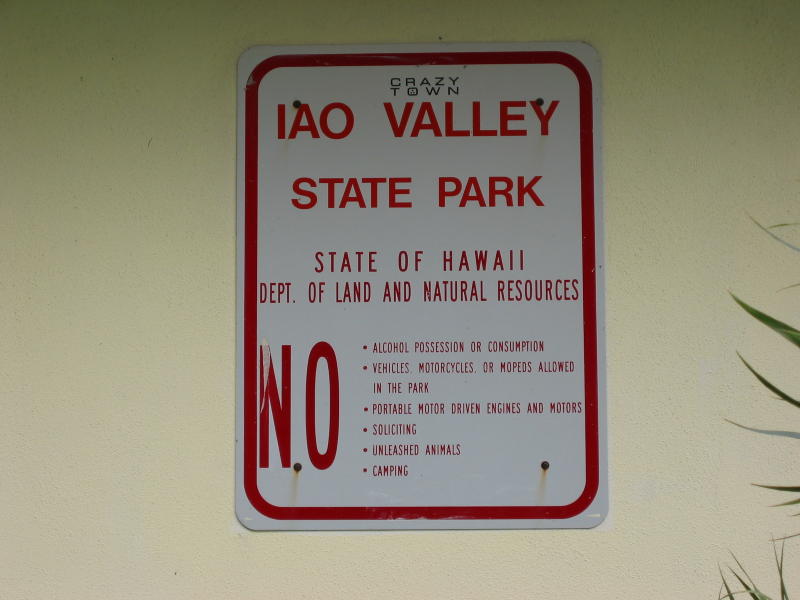 CRAZY
TOWN
IAO VALLEY
STATE PARK
STATE OF HAWAII
DEPT. OF LAND AND NATURAL RESOURCES
NO
• ALCOHOL POSSESSION OR CONSUMPTION
• VEHICLES, MOTORCYCLES, OR MOPEDS ALLOWED
IN THE PARK
• PORTABLE MOTOR DRIVEN ENGINES AND MOTORS
• SOLICITING
• UNLEASHED ANIMALS
• CAMPING